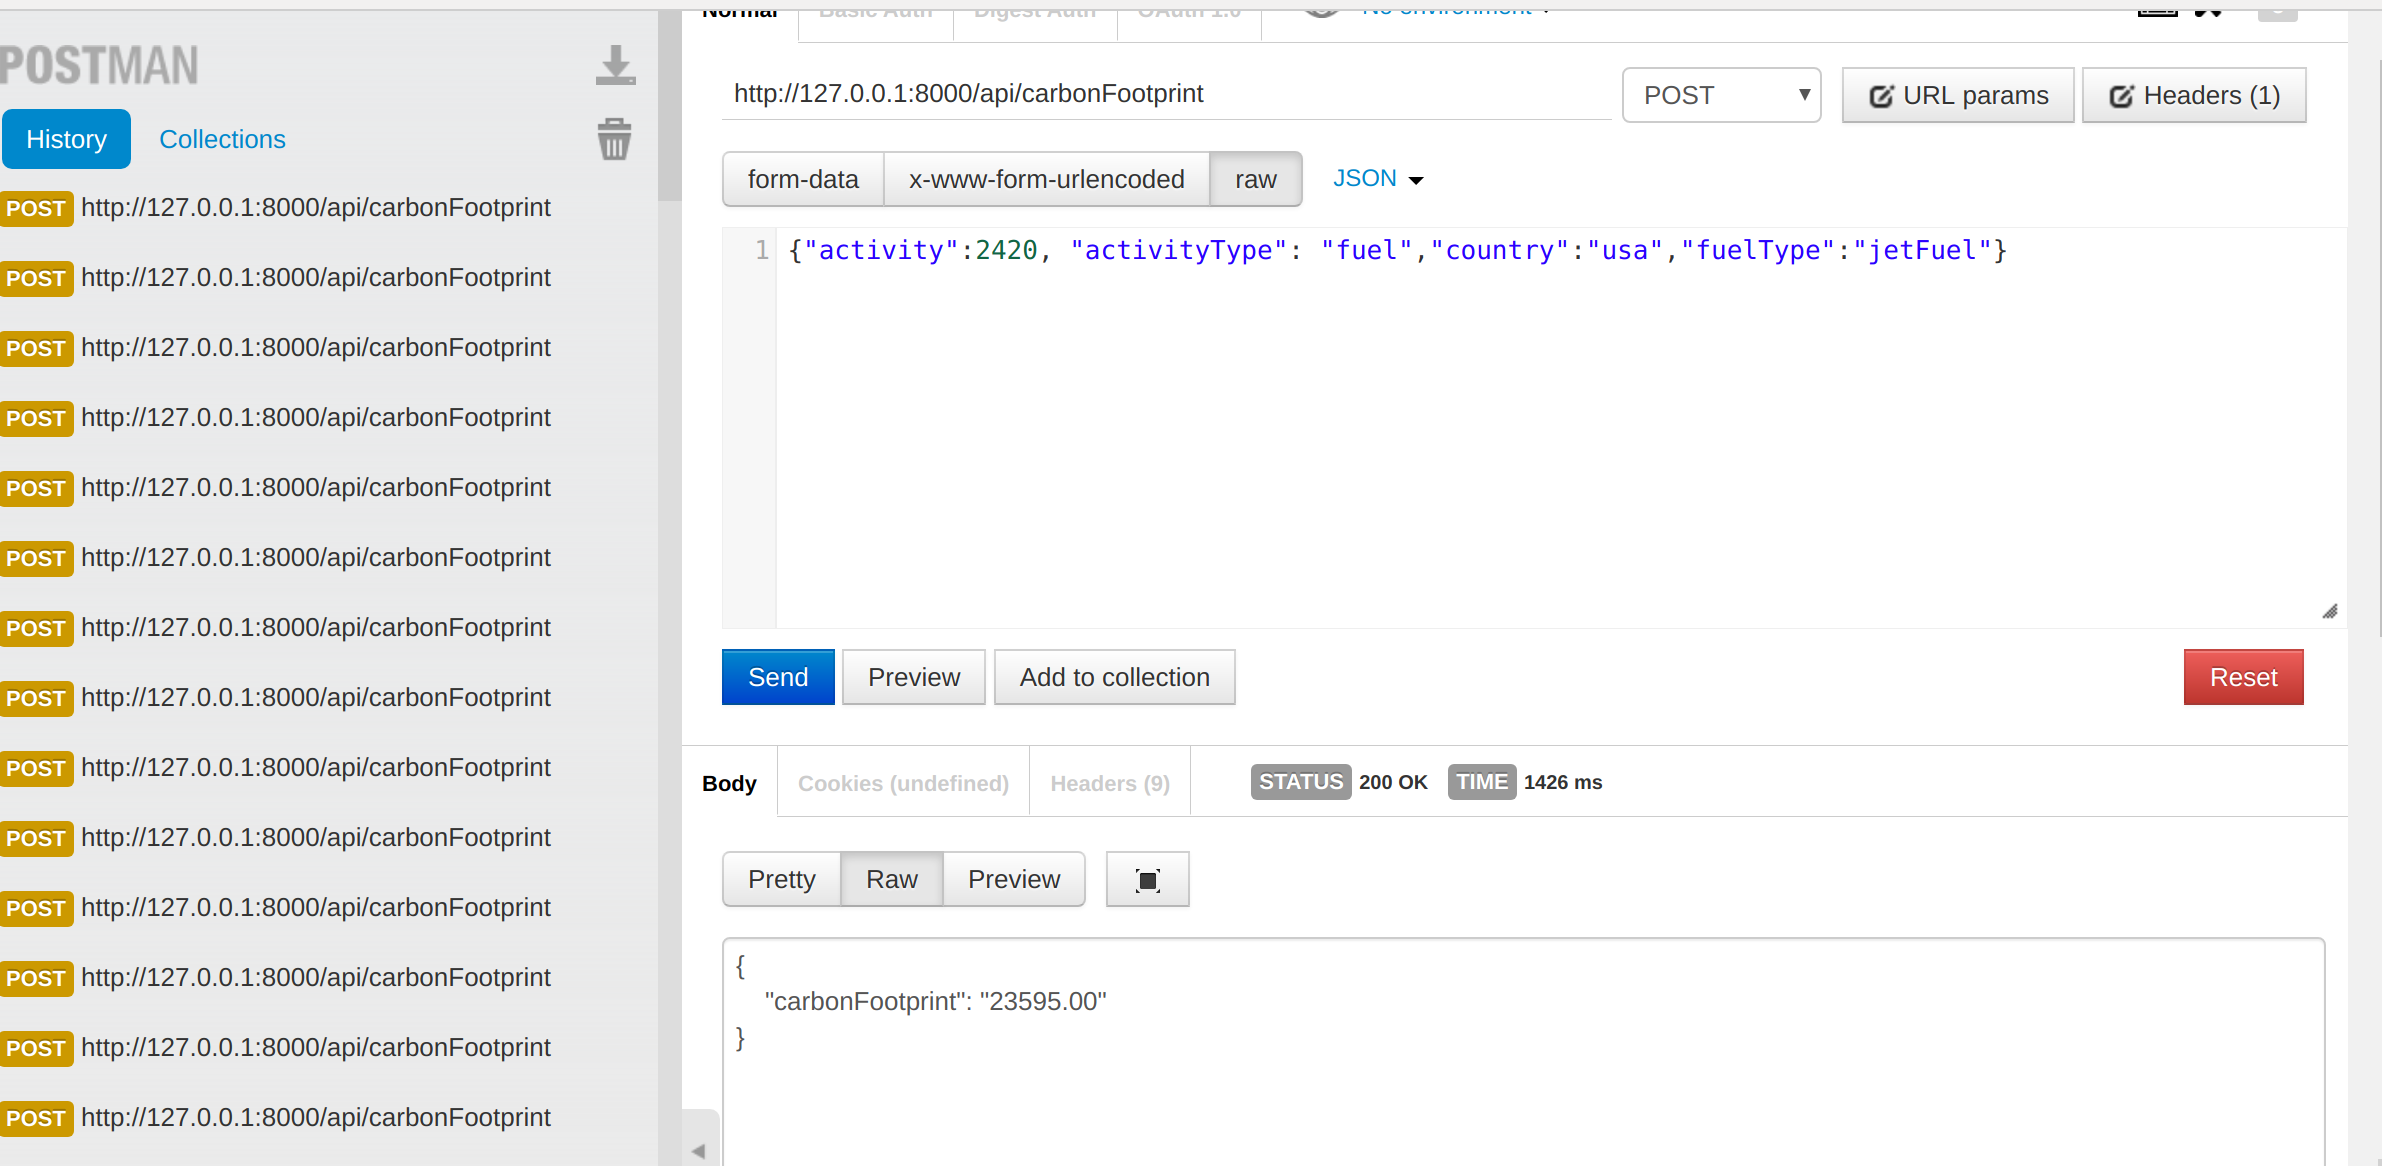 Normal
Basic Auth
Digest Auth
OAuth 1.0
No environment
POSTMAN
History
Collections
POST http://127.0.0.1:8000/api/carbonFootprint
POST http://127.0.0.1:8000/api/carbonFootprint
POST http://127.0.0.1:8000/api/carbonFootprint
POST http://127.0.0.1:8000/api/carbonFootprint
POST http://127.0.0.1:8000/api/carbonFootprint
POST http://127.0.0.1:8000/api/carbonFootprint
POST http://127.0.0.1:8000/api/carbonFootprint
POST http://127.0.0.1:8000/api/carbonFootprint
POST http://127.0.0.1:8000/api/carbonFootprint
POST http://127.0.0.1:8000/api/carbonFootprint
POST http://127.0.0.1:8000/api/carbonFootprint
POST http://127.0.0.1:8000/api/carbonFootprint
POST http://127.0.0.1:8000/api/carbonFootprint
POST http://127.0.0.1:8000/api/carbonFootprint
http://127.0.0.1:8000/api/carbonFootprint
POST
URL params
Headers (1)
form-data
x-www-form-urlencoded
raw
JSON
1 {"activity":2420, "activityType": "fuel","country":"usa","fuelType":"jetFuel"}
Send
Preview
Add to collection
Reset
Body
Cookies (undefined)
Headers (9)
STATUS 200 OK
TIME 1426 ms
Pretty
Raw
Preview
{
"carbonFootprint": "23595.00"
}